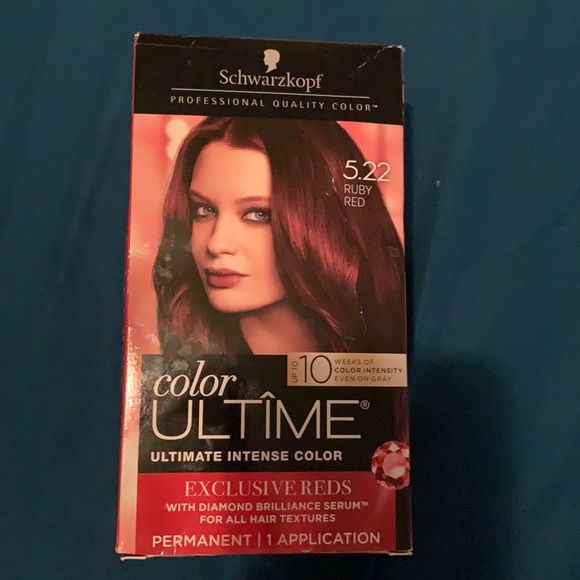 Schwarzkopf
PROFESSIONAL QUALITY COLOR™
5.22
RUBY
RED
UP TO
10
WEEKS OF
COLOR INTENSITY
EVEN ON GRAY
color
ULTÎME®
ULTIMATE INTENSE COLOR
EXCLUSIVE REDS
WITH DIAMOND BRILLIANCE SERUM™
FOR ALL HAIR TEXTURES
PERMANENT | 1 APPLICATION